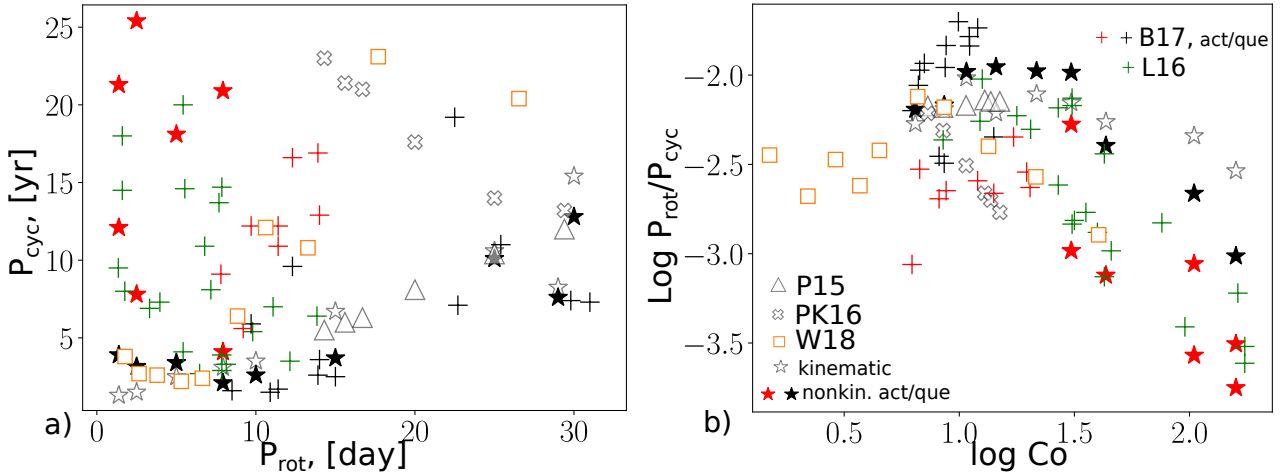 25
20
15
10
5
P_cyc, [yr]
a)
0
10
20
30
P_rot, [day]
−2.0
−2.5
−3.0
−3.5
Log P_rot/P_cyc
B17, act/que
L16
P15
PK16
W18
kinematic
nonkin. act/que
b)
0.5
1.0
1.5
2.0
log Co